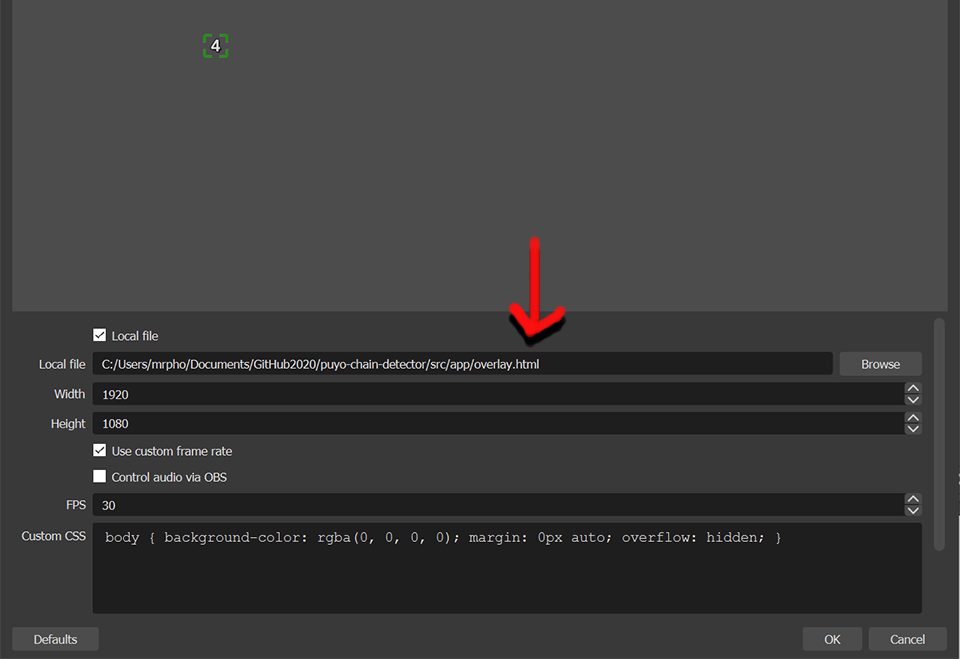 4
Local file
Local file C:/Users/mrpho/Documents/GitHub2020/puyo-chain-detector/src/app/overlay.html Browse
Width 1920
Height 1080
Use custom frame rate
Control audio via OBS
FPS 30
Custom CSS body { background-color: rgba(0, 0, 0, 0); margin: 0px auto; overflow: hidden; }
Defaults OK Cancel